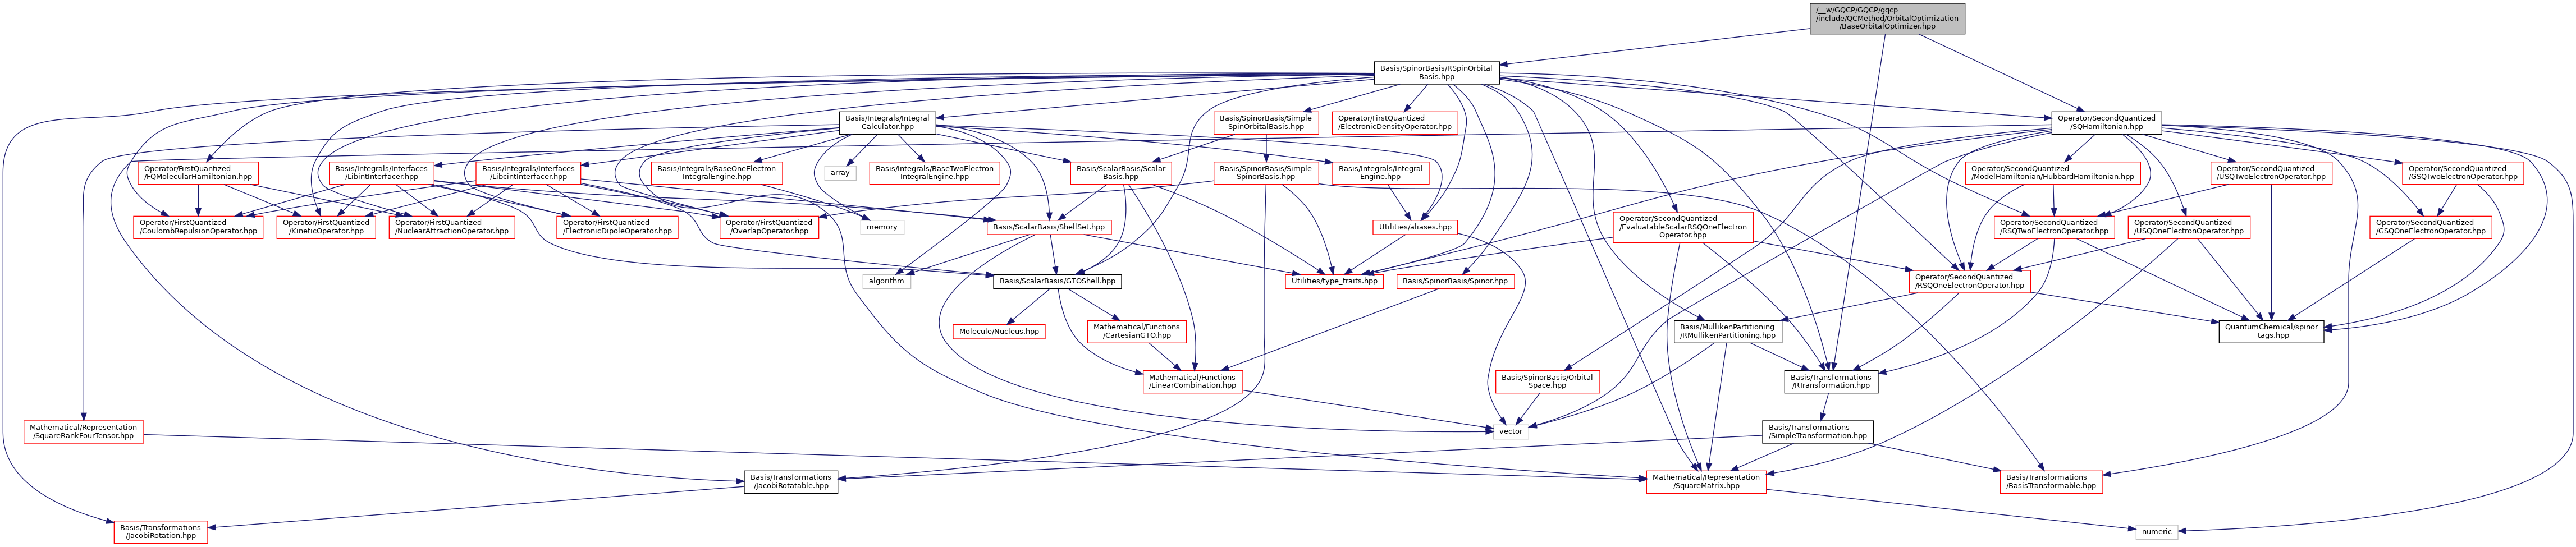 /__w/GQCP/GQCP/gqcp
/include/QCMethod/OrbitalOptimization
/BaseOrbitalOptimizer.hpp
Basis/SpinorBasis/RSpinOrbital
Basis.hpp
Basis/Integrals/Integral
Calculator.hpp
Basis/SpinorBasis/Simple
SpinOrbitalBasis.hpp
Operator/FirstQuantized
/ElectronicDensityOperator.hpp
Operator/SecondQuantized
/SQHamiltonian.hpp
Operator/FirstQuantized
/FQMolecularHamiltonian.hpp
Basis/Integrals/Interfaces
/LibintInterfacer.hpp
Basis/Integrals/Interfaces
/LibcintInterfacer.hpp
Basis/Integrals/BaseOneElectron
IntegralEngine.hpp
array
Basis/Integrals/BaseTwoElectron
IntegralEngine.hpp
Basis/ScalarBasis/Scalar
Basis.hpp
Basis/SpinorBasis/Simple
SpinorBasis.hpp
Basis/Integrals/Integral
Engine.hpp
Operator/SecondQuantized
/ModelHamiltonian/HubbardHamiltonian.hpp
Operator/SecondQuantized
/USQTwoElectronOperator.hpp
Operator/SecondQuantized
/GSQTwoElectronOperator.hpp
Operator/FirstQuantized
/CoulombRepulsionOperator.hpp
Operator/FirstQuantized
/KineticOperator.hpp
Operator/FirstQuantized
/NuclearAttractionOperator.hpp
Operator/FirstQuantized
/ElectronicDipoleOperator.hpp
Operator/FirstQuantized
/OverlapOperator.hpp
memory
Basis/ScalarBasis/ShellSet.hpp
Utilities/aliases.hpp
Operator/SecondQuantized
/EvaluatableScalarRSQOneElectron
Operator.hpp
Operator/SecondQuantized
/RSQTwoElectronOperator.hpp
Operator/SecondQuantized
/USQOneElectronOperator.hpp
Operator/SecondQuantized
/GSQOneElectronOperator.hpp
algorithm
Basis/ScalarBasis/GTOShell.hpp
Utilities/type_traits.hpp
Basis/SpinorBasis/Spinor.hpp
Operator/SecondQuantized
/RSQOneElectronOperator.hpp
Molecule/Nucleus.hpp
Mathematical/Functions
/CartesianGTO.hpp
Basis/MullikenPartitioning
/RMullikenPartitioning.hpp
QuantumChemical/spinor
_tags.hpp
Mathematical/Functions
/LinearCombination.hpp
Basis/SpinorBasis/Orbital
Space.hpp
Basis/Transformations
/RTransformation.hpp
Mathematical/Representation
/SquareRankFourTensor.hpp
vector
Basis/Transformations
/SimpleTransformation.hpp
Basis/Transformations
/JacobiRotatable.hpp
Mathematical/Representation
/SquareMatrix.hpp
Basis/Transformations
/BasisTransformable.hpp
Basis/Transformations
/JacobiRotation.hpp
numeric